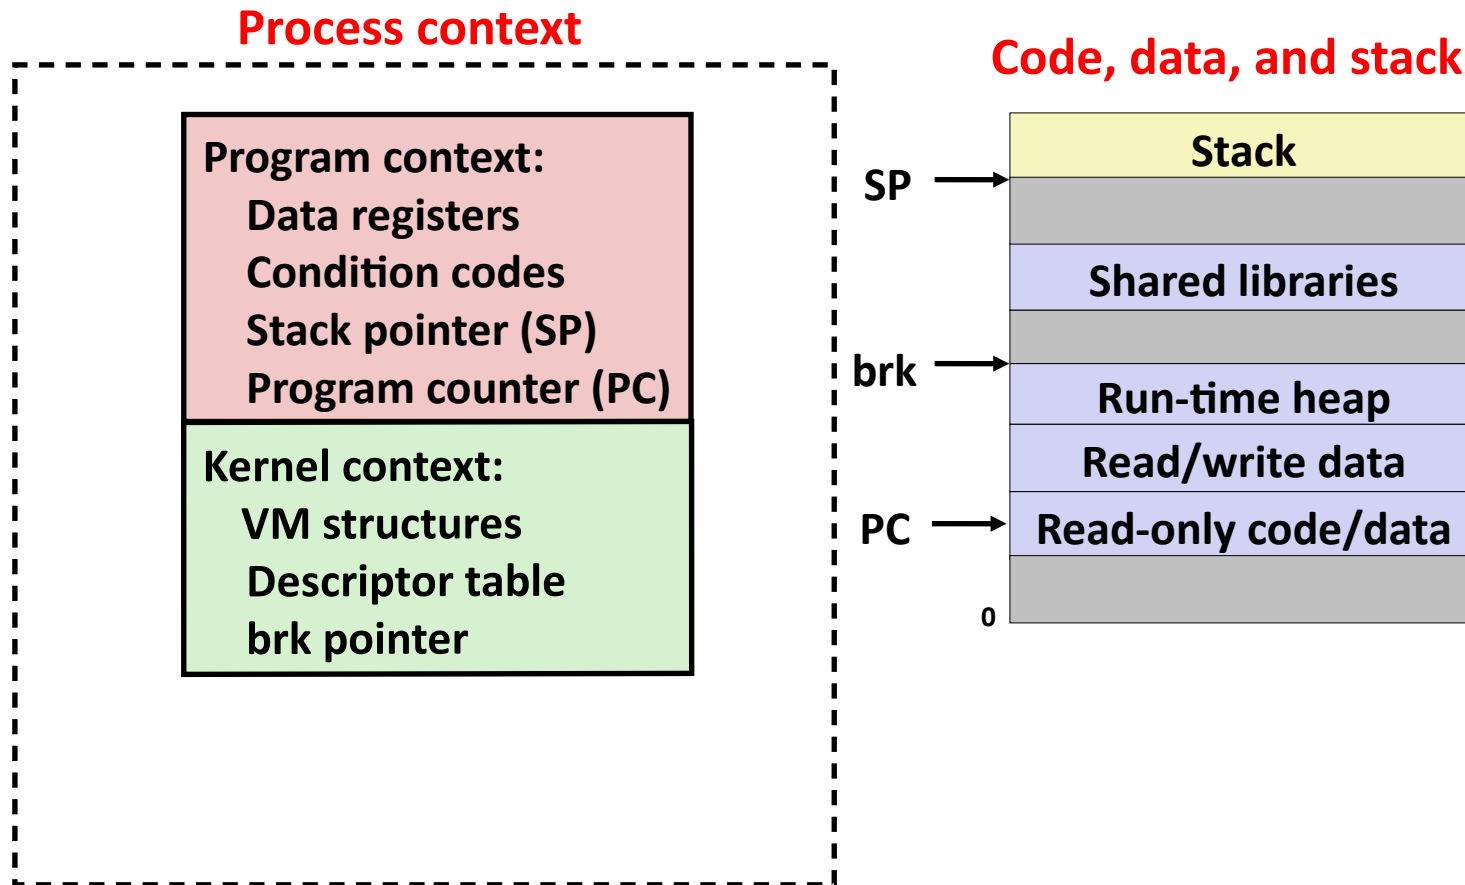 Process context
Program context:
Data registers
Condition codes
Stack pointer (SP)
Program counter (PC)
Kernel context:
VM structures
Descriptor table
brk pointer
Code, data, and stack
Stack
SP
Shared libraries
brk
Run-time heap
Read/write data
PC
Read-only code/data
0